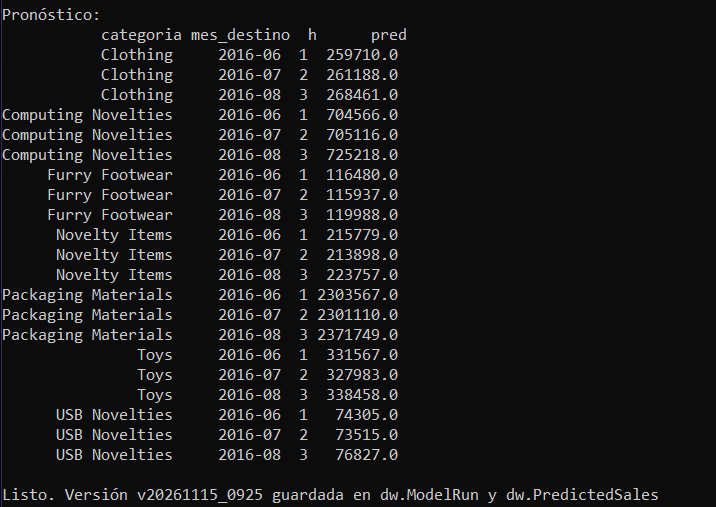 Pronóstico:
categoria mes_destino h pred
Clothing 2016-06 1 259710.0
Clothing 2016-07 2 261188.0
Clothing 2016-08 3 268461.0
Computing Novelties 2016-06 1 704566.0
Computing Novelties 2016-07 2 705116.0
Computing Novelties 2016-08 3 725218.0
Furry Footwear 2016-06 1 116480.0
Furry Footwear 2016-07 2 115937.0
Furry Footwear 2016-08 3 119988.0
Novelty Items 2016-06 1 215779.0
Novelty Items 2016-07 2 213898.0
Novelty Items 2016-08 3 223757.0
Packaging Materials 2016-06 1 2303567.0
Packaging Materials 2016-07 2 2301110.0
Packaging Materials 2016-08 3 2371749.0
Toys 2016-06 1 331567.0
Toys 2016-07 2 327983.0
Toys 2016-08 3 338458.0
USB Novelties 2016-06 1 74305.0
USB Novelties 2016-07 2 73515.0
USB Novelties 2016-08 3 76827.0
Listo. Versión v20261115_0925 guardada en dw.ModelRun y dw.PredictedSales